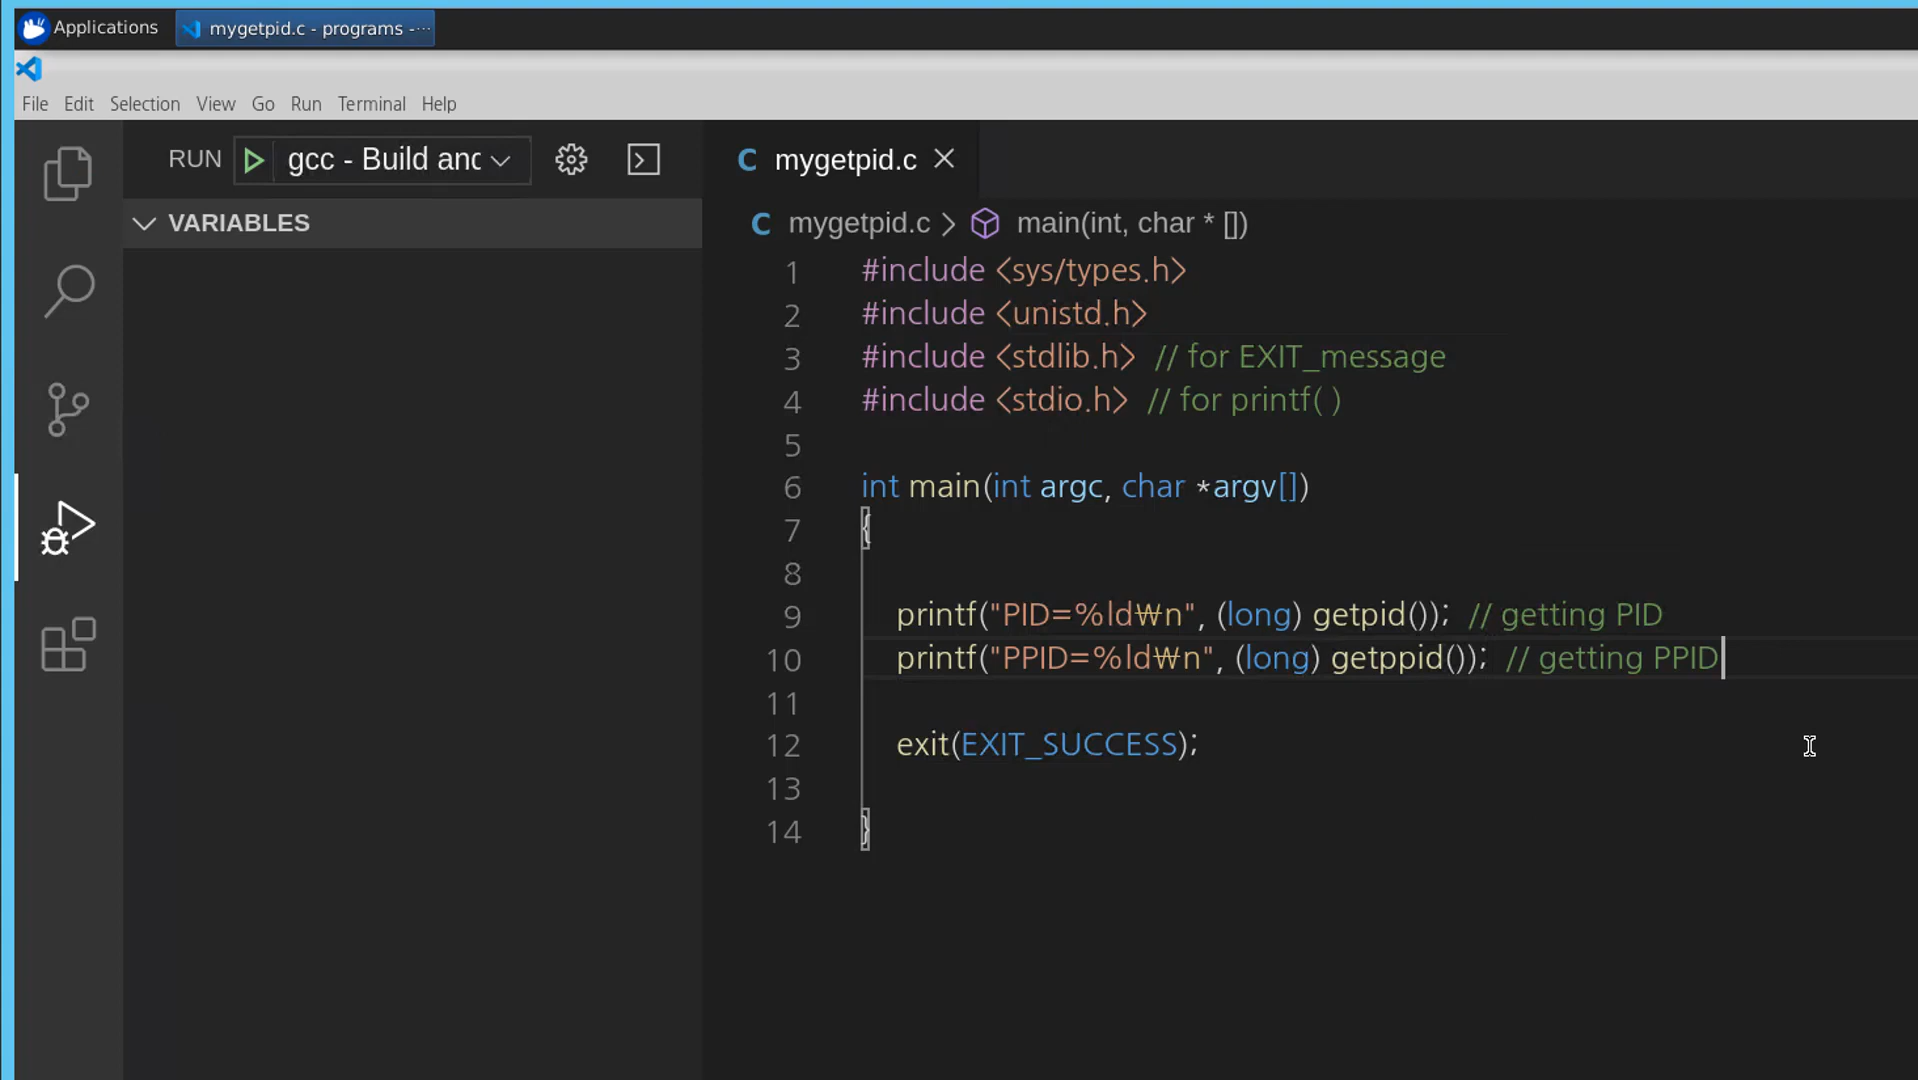 Applications
mygetpid.c - programs -...
File Edit Selection View Go Run Terminal Help
RUN gcc - Build and
mygetpid.c
VARIABLES
mygetpid.c > main(int, char * [])
1 #include <sys/types.h>
2 #include <unistd.h>
3 #include <stdlib.h> // for EXIT_message
4 #include <stdio.h> // for printf( )
5
6 int main(int argc, char *argv[])
7 {
8
9 printf("PID=%ld₩n", (long) getpid()); // getting PID
10 printf("PPID=%ld₩n", (long) getppid()); // getting PPID
11
12 exit(EXIT_SUCCESS);
13
14 }